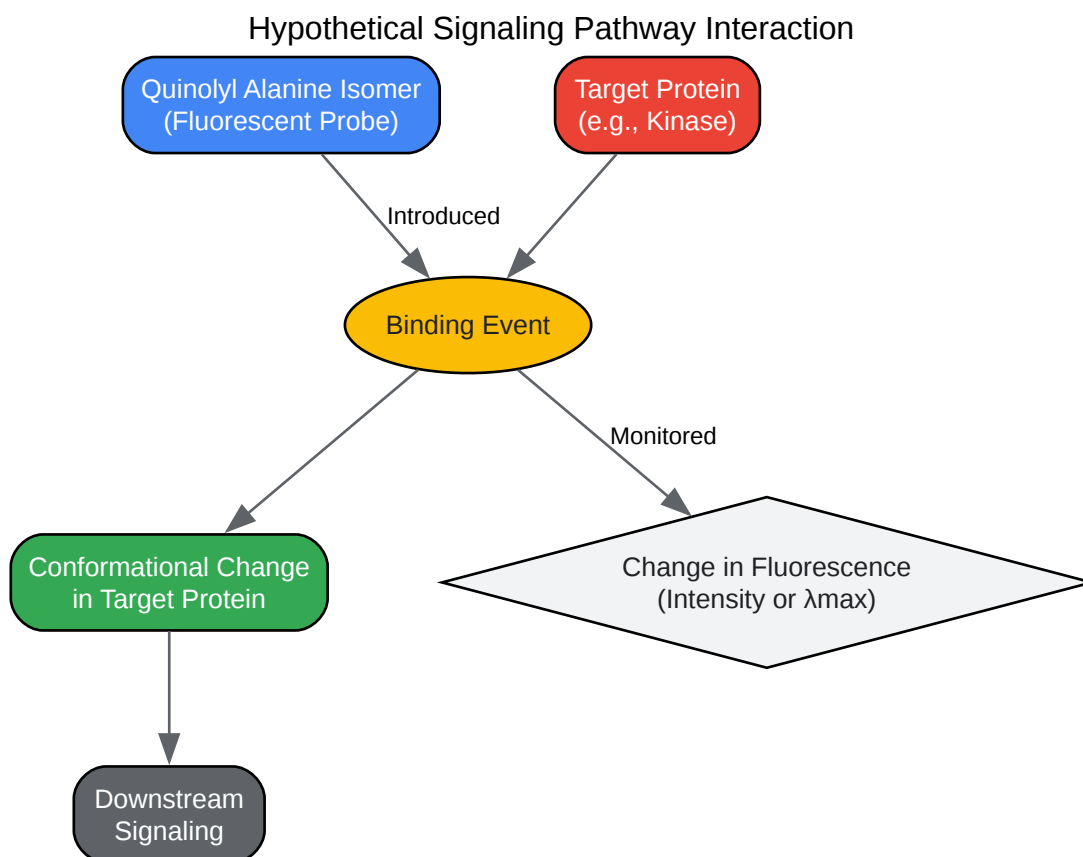 Hypothetical Signaling Pathway Interaction
Quinolyl Alanine Isomer
(Fluorescent Probe)
Target Protein
(e.g., Kinase)
Introduced
Binding Event
Monitored
Conformational Change
in Target Protein
Change in Fluorescence
(Intensity or λmax)
Downstream
Signaling